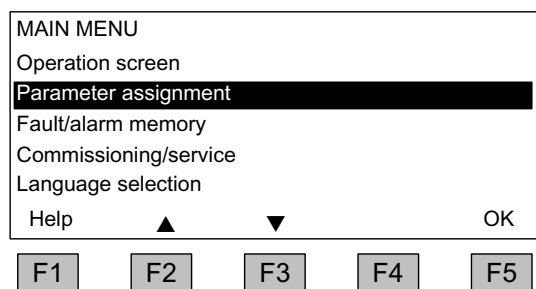 MAIN MENU
Operation screen
Parameter assignment
Fault/alarm memory
Commissioning/service
Language selection
Help ▲ ▼ OK
F1 F2 F3 F4 F5